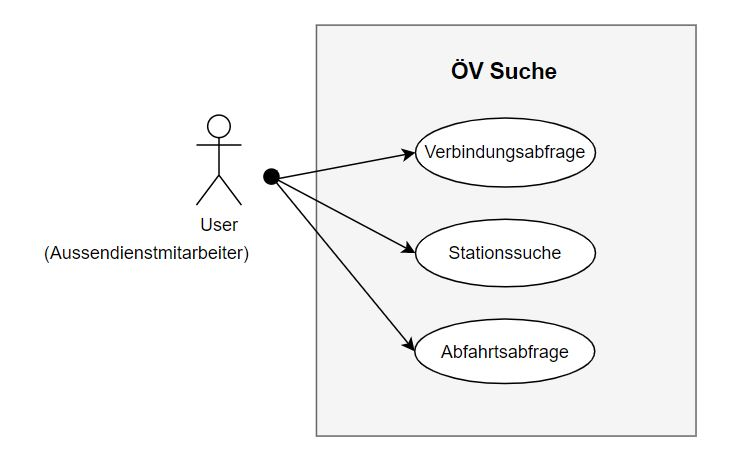 ÖV Suche
Verbindungsabfrage
User
(Aussendienstmitarbeiter)
Stationssuche
Abfahrtsabfrage